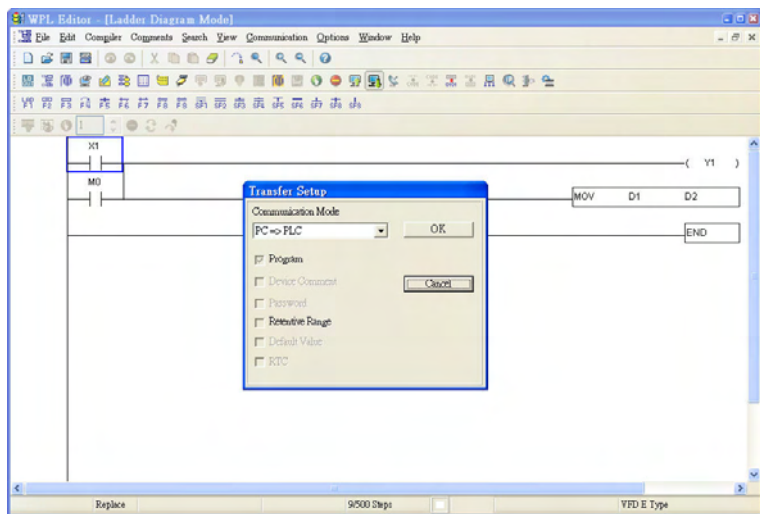 WPL Editor - [Ladder Diagram Mode]
File Edit Compiler Comments Search View Communication Options Window Help
1
X1
Y1
M0
MOV D1 D2
END
Transfer Setup
Communication Mode
PC => PLC
OK
Program
Device Comment
Cancel
Password
Retentive Range
Default Value
RTC
Replace
9/500 Steps
VFD E Type